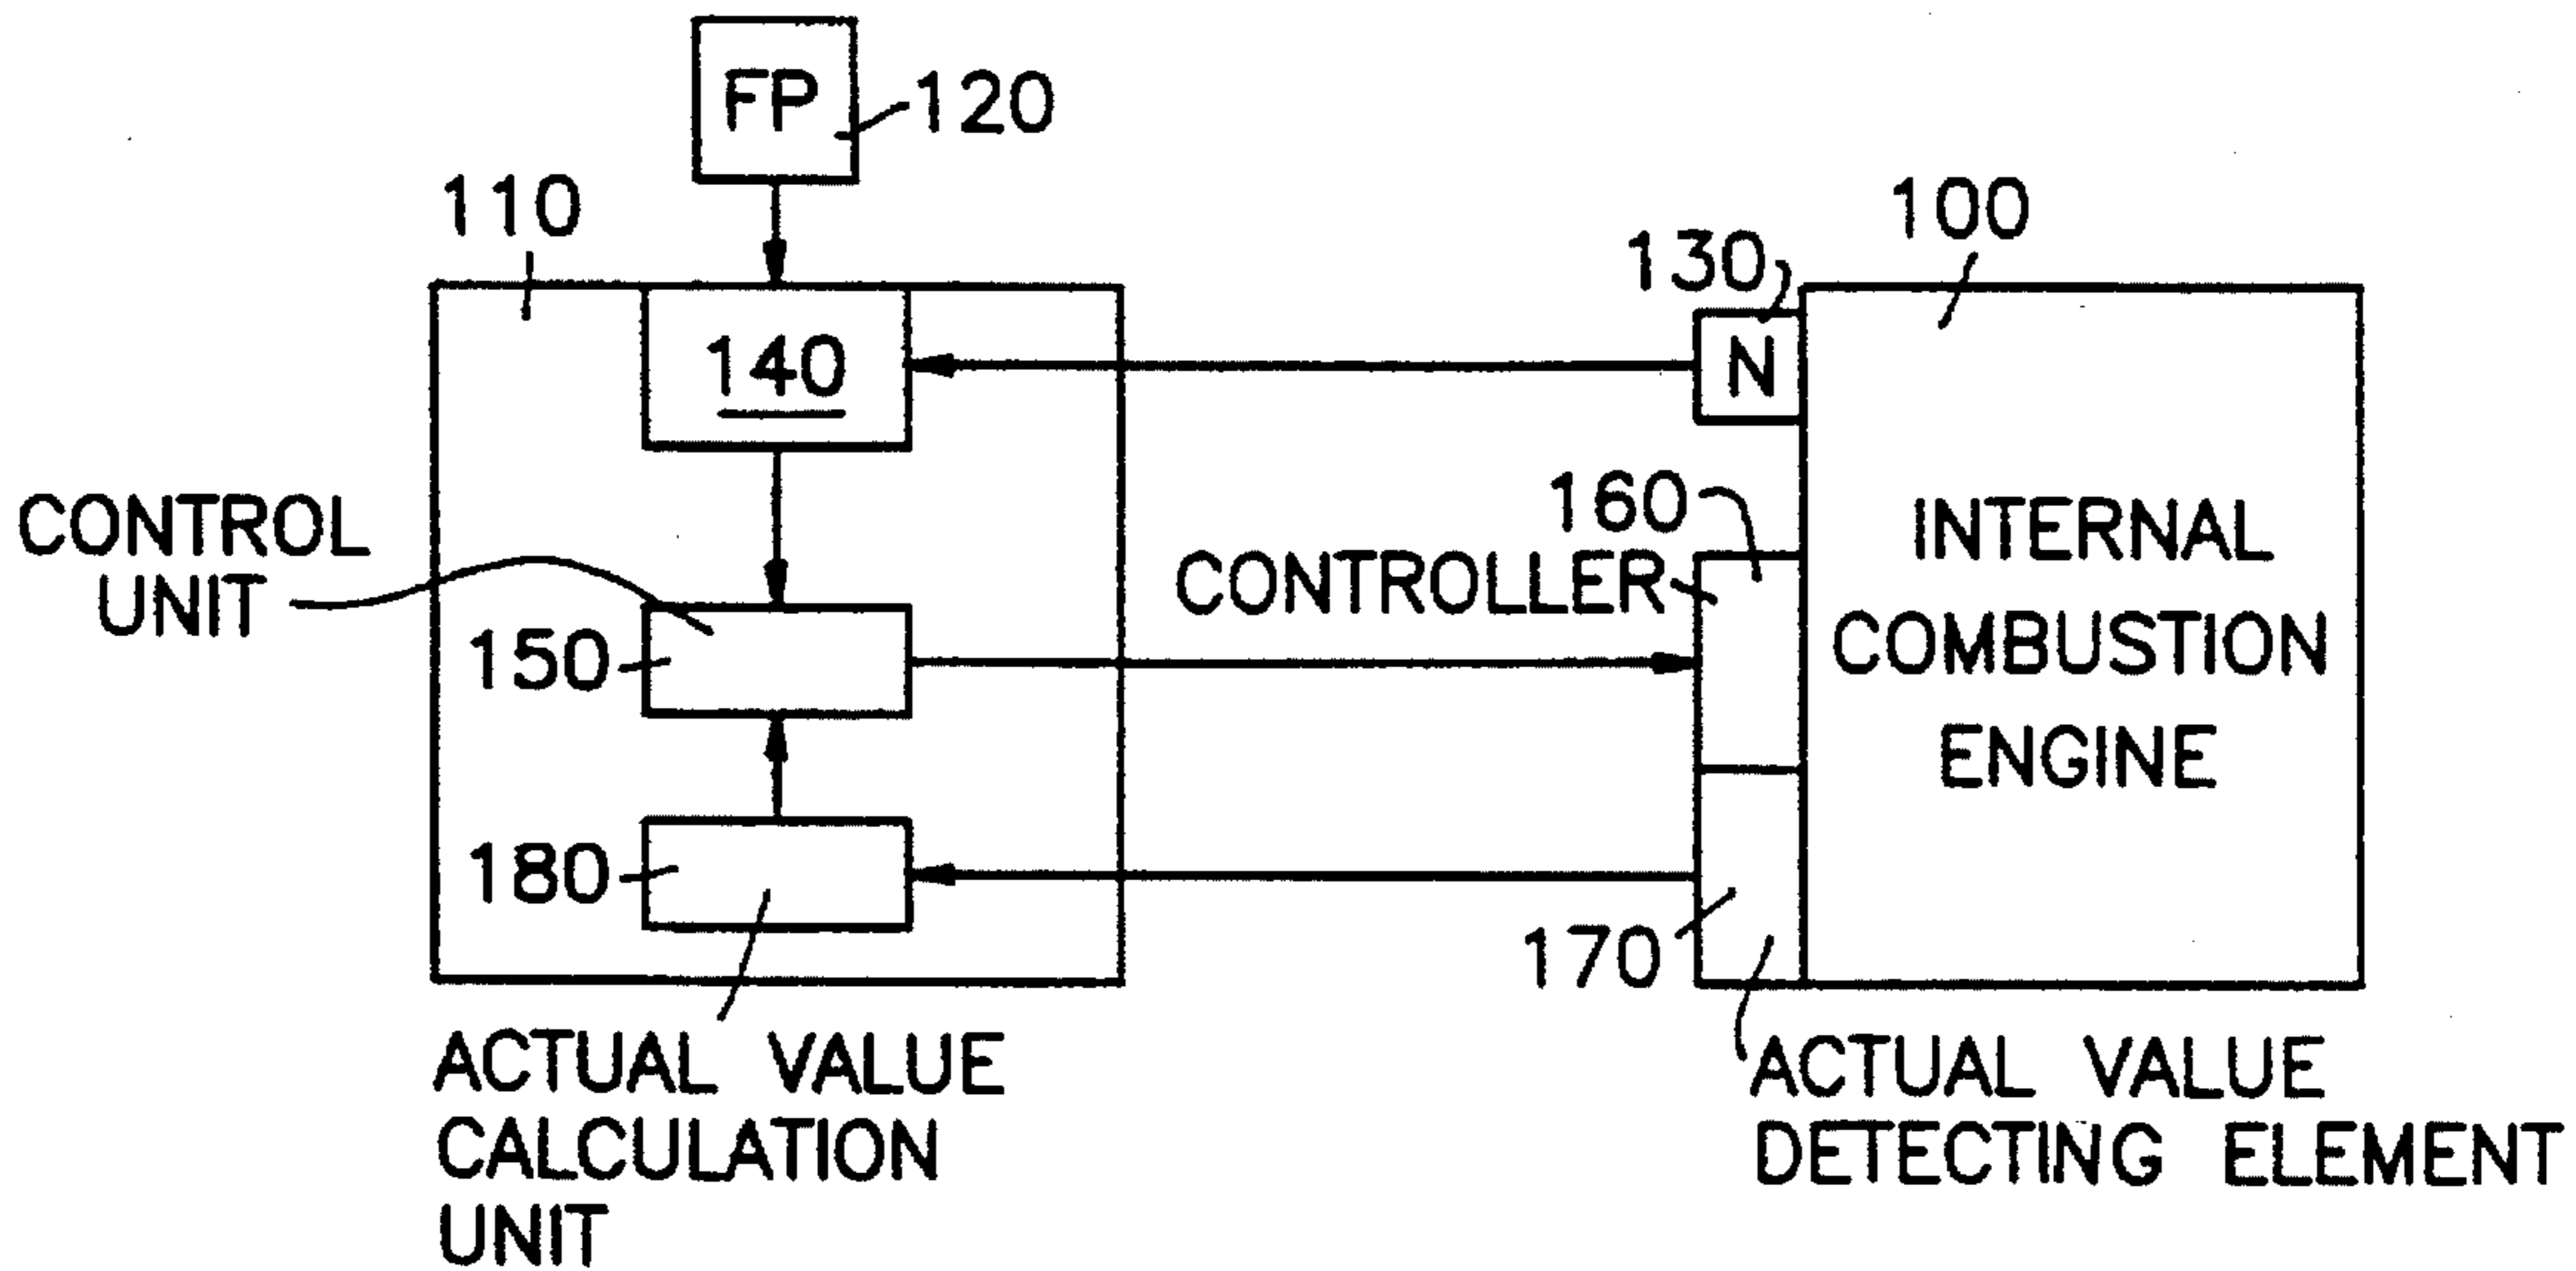 FP
120
110
100
130
N
140
CONTROL
UNIT
160
CONTROLLER
INTERNAL
COMBUSTION
ENGINE
150
180
170
ACTUAL VALUE
CALCULATION
UNIT
ACTUAL VALUE
DETECTING ELEMENT